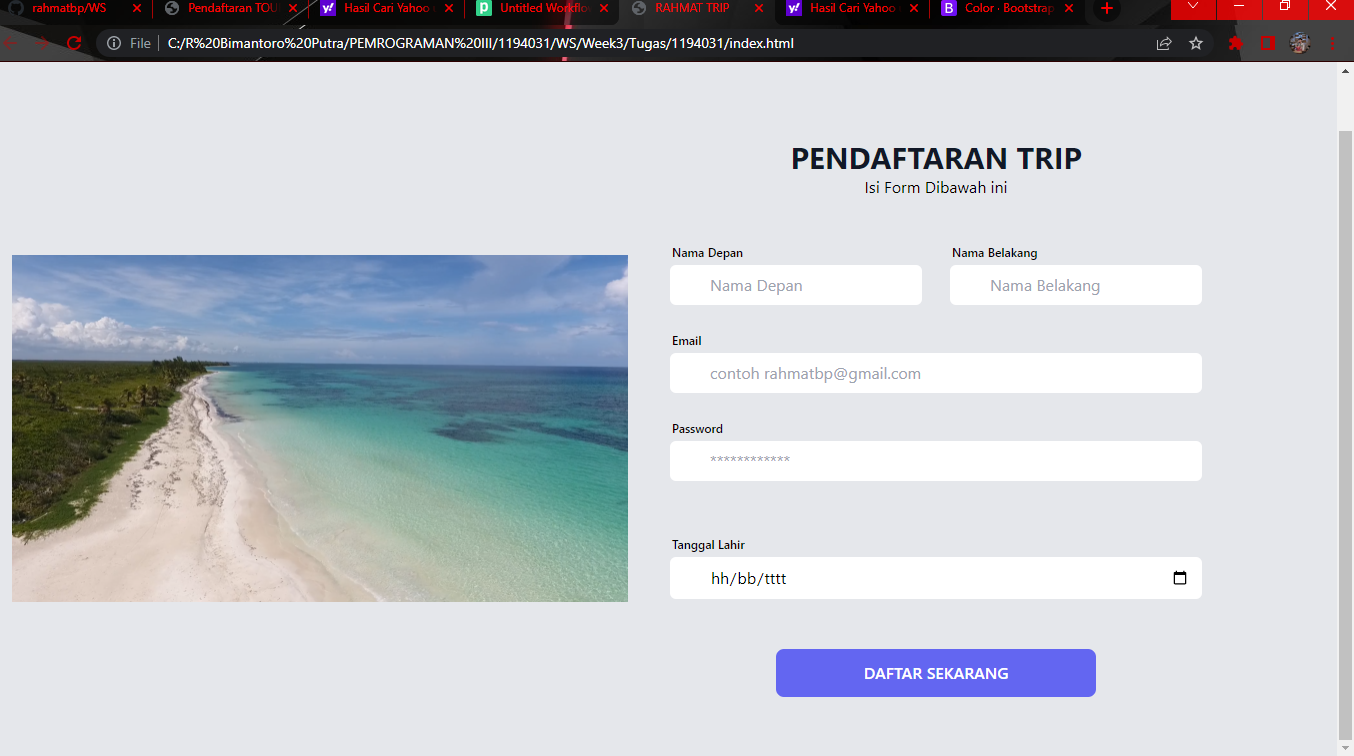 rahmatbp/WS
Pendaftaran TOU
Hasil Cari Yahoo
Untitled Workflo
RAHMAT TRIP
Hasil Cari Yahoo
Color · Bootstrap
File
C:/R%20Bimantoro%20Putra/PEMROGRAMAN%20III/1194031/WS/Week3/Tugas/1194031/index.html
PENDAFTARAN TRIP
Isi Form Dibawah ini
Nama Depan
Nama Belakang
Nama Depan
Nama Belakang
Email
contoh rahmatbp@gmail.com
Password
************
Tanggal Lahir
hh/bb/tttt
DAFTAR SEKARANG